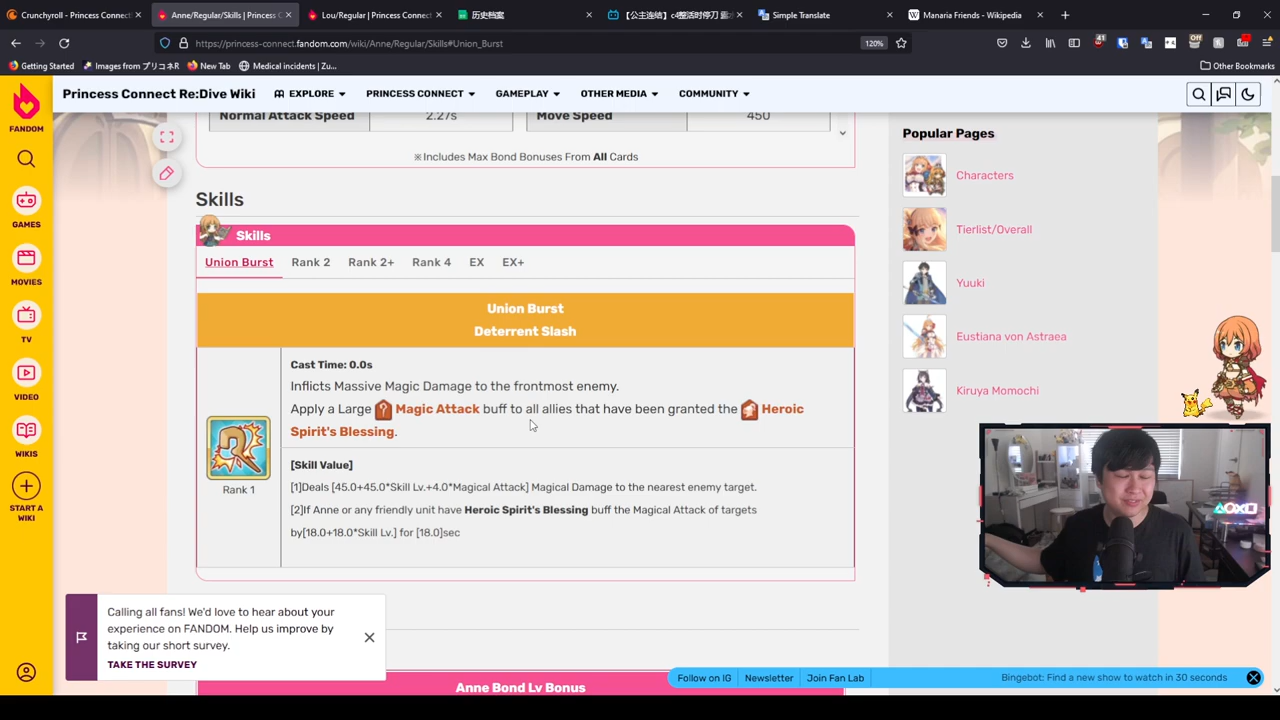 Crunchyroll - Princess Connect
Anne/Regular/Skills | Princess C
Lou/Regular | Princess Connect
历史档案
Simple Translate
Manaria Friends - Wikipedia
https://princess-connect.fandom.com/wiki/Anne/Regular/Skills#Union_Burst
120%
41
Off
Getting Started
Images from プリコネR
New Tab
Medical incidents | Zu...
Other Bookmarks
FANDOM
GAMES
MOVIES
TV
VIDEO
WIKIS
START A
WIKI
Princess Connect Re:Dive Wiki
EXPLORE
PRINCESS CONNECT
GAMEPLAY
OTHER MEDIA
COMMUNITY
Normal Attack Speed
2.27s
Move Speed
450
※Includes Max Bond Bonuses From All Cards
Skills
Skills
Union Burst
Rank 2
Rank 2+
Rank 4
EX
EX+
Union Burst
Deterrent Slash
Rank 1
Cast Time: 0.0s
Inflicts Massive Magic Damage to the frontmost enemy.
Apply a Large Magic Attack buff to all allies that have been granted the Heroic
Spirit's Blessing.
[Skill Value]
[1]Deals [45.0+45.0*Skill Lv.+4.0*Magical Attack] Magical Damage to the nearest enemy target.
[2]If Anne or any friendly unit have Heroic Spirit's Blessing buff the Magical Attack of targets
by[18.0+18.0*Skill Lv.] for [18.0]sec
Anne Bond Lv Bonus
Popular Pages
Characters
Tierlist/Overall
Yuuki
Eustiana von Astraea
Kiruya Momochi
Calling all fans! We'd love to hear about your
experience on FANDOM. Help us improve by
taking our short survey.
TAKE THE SURVEY
Follow on IG
Newsletter
Join Fan Lab
Bingebot: Find a new show to watch in 30 seconds